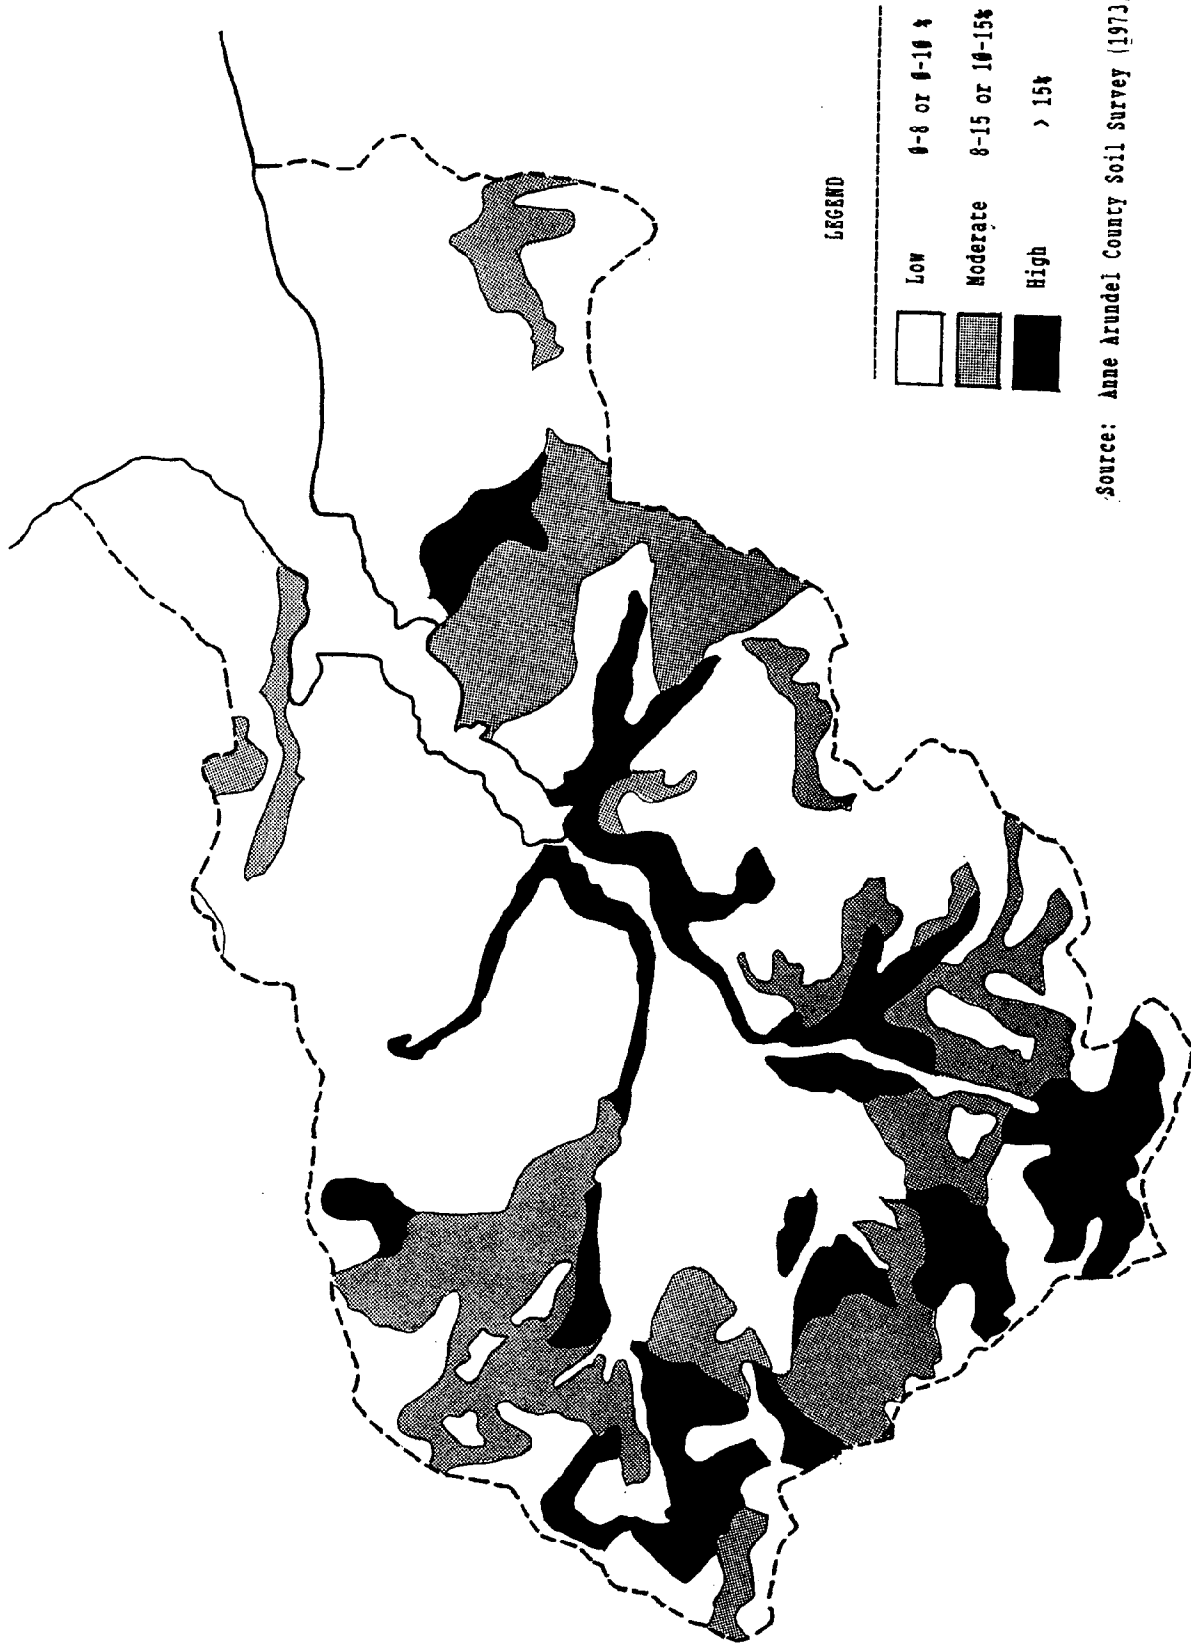 LEGEND
Low 0-8 or 0-10 %
Moderate 8-15 or 10-15%
High > 15%
Source: Anne Arundel County Soil Survey (1973)